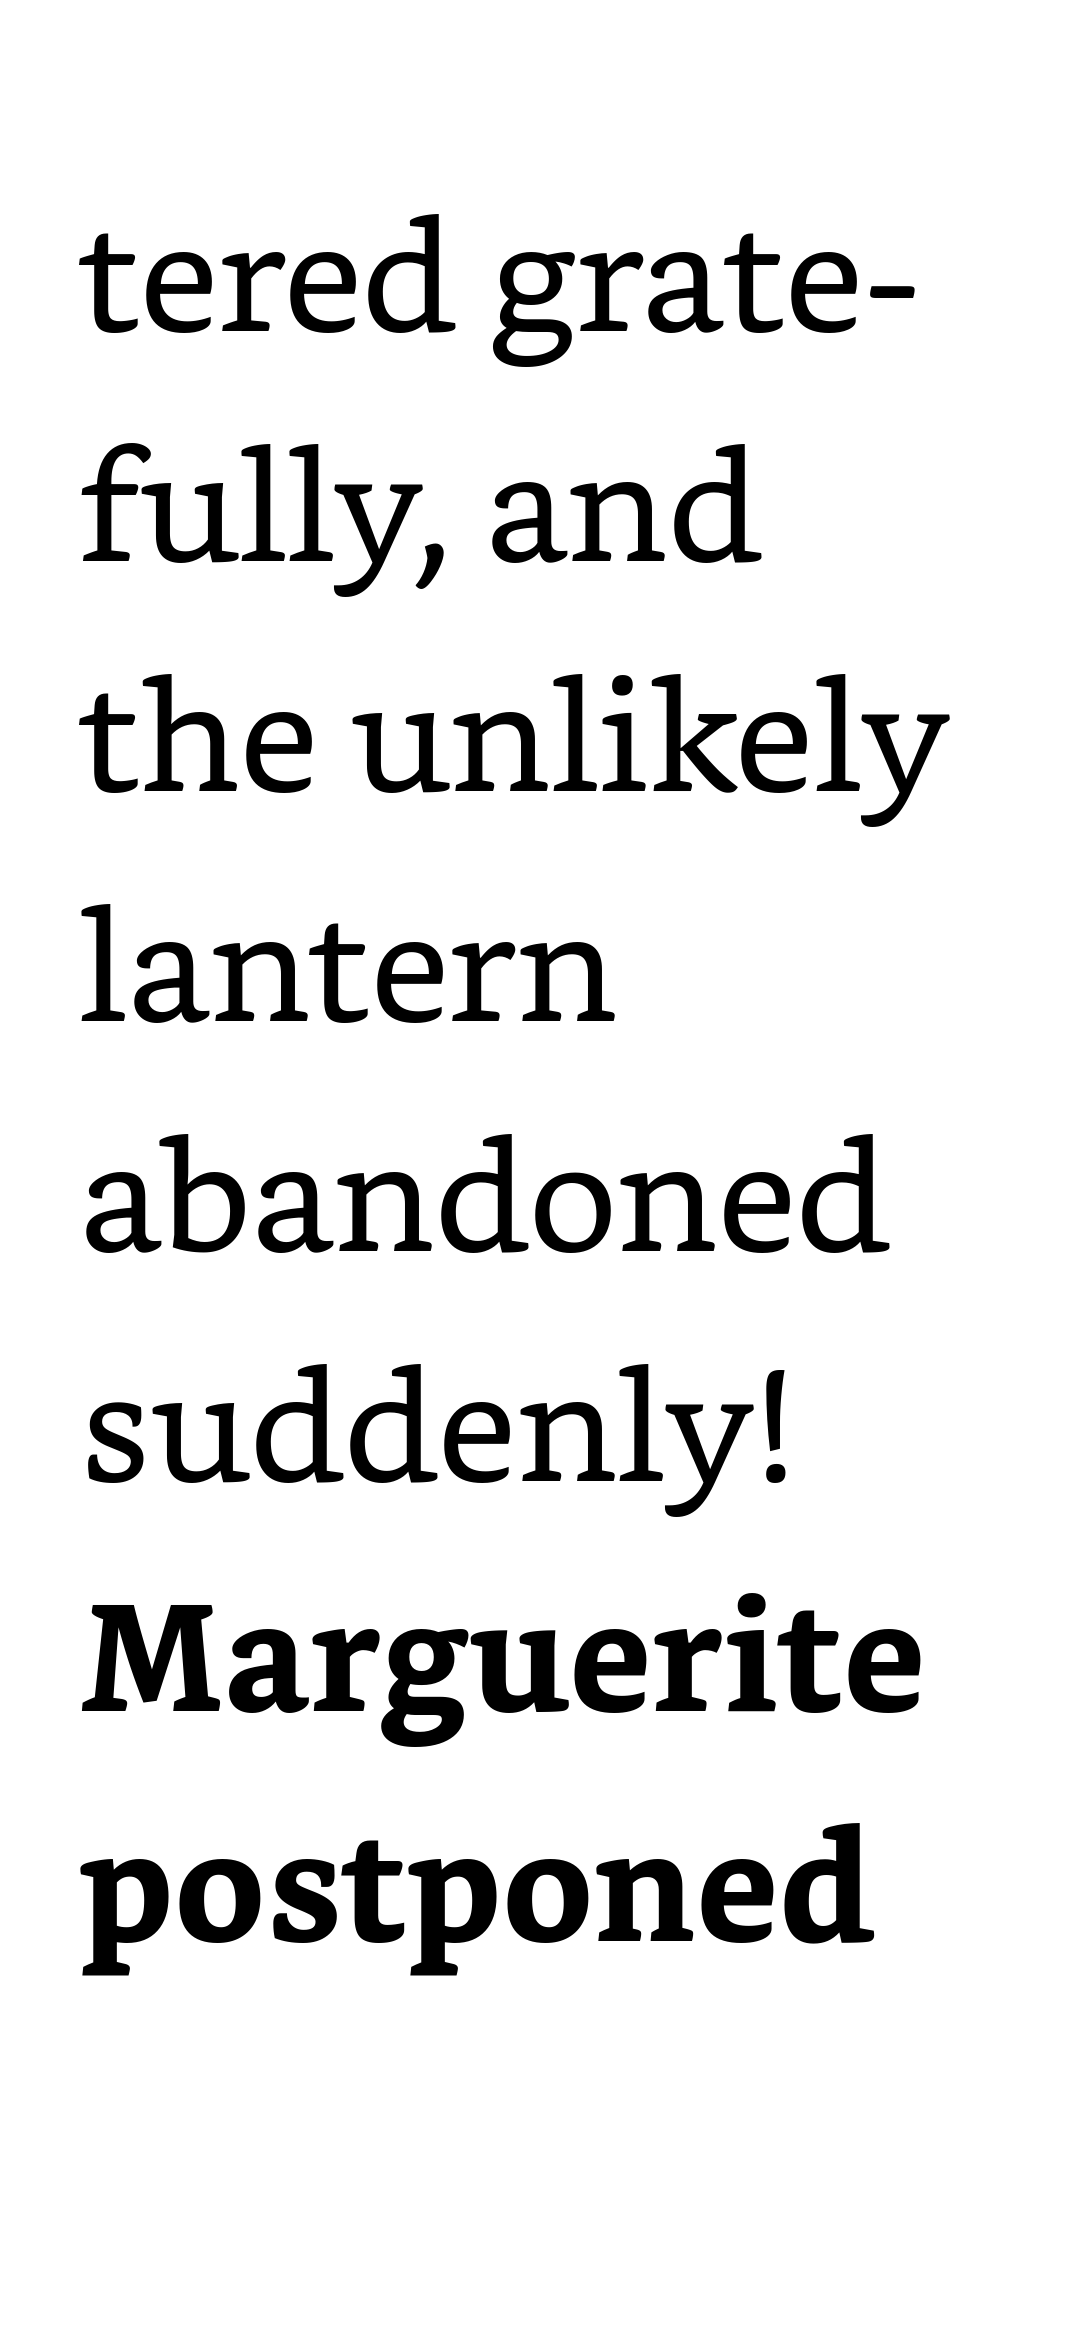 tered grate-
fully, and
the unlikely
lantern
abandoned
suddenly!
Marguerite
postponed